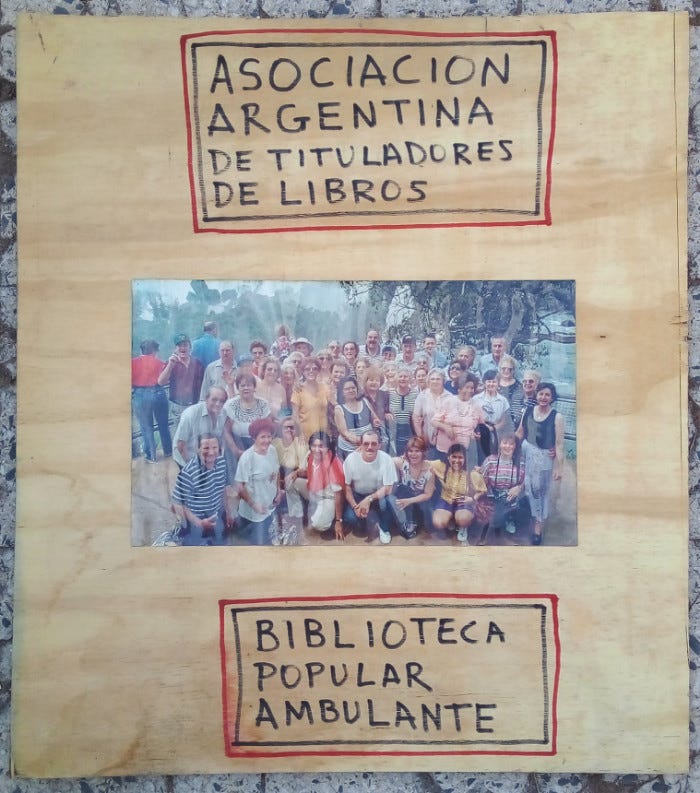 ASOCIACION
ARGENTINA
DE TITULADORES
DE LIBROS
BIBLIOTECA
POPULAR
AMBULANTE